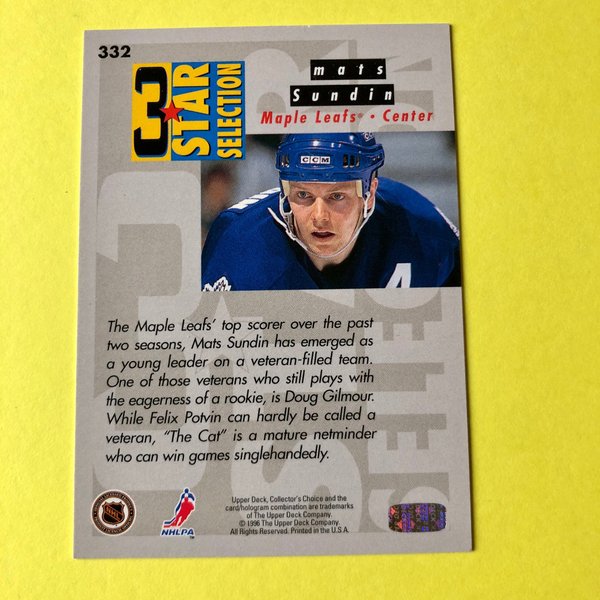 332
3 STAR
SELECTION
mats
Sundin
Maple Leafs • Center
CCM
A
The Maple Leafs' top scorer over the past
two seasons, Mats Sundin has emerged as
a young leader on a veteran-filled team.
One of those veterans who still plays with
the eagerness of a rookie, is Doug Gilmour.
While Felix Potvin can hardly be called a
veteran, "The Cat" is a mature netminder
who can win games singlehandedly.
NHL
NHLPA
Upper Deck, Collector's Choice and the
card/hologram combination are trademarks
of The Upper Deck Company.
© 1996 The Upper Deck Company.
All Rights Reserved. Printed in the U.S.A.